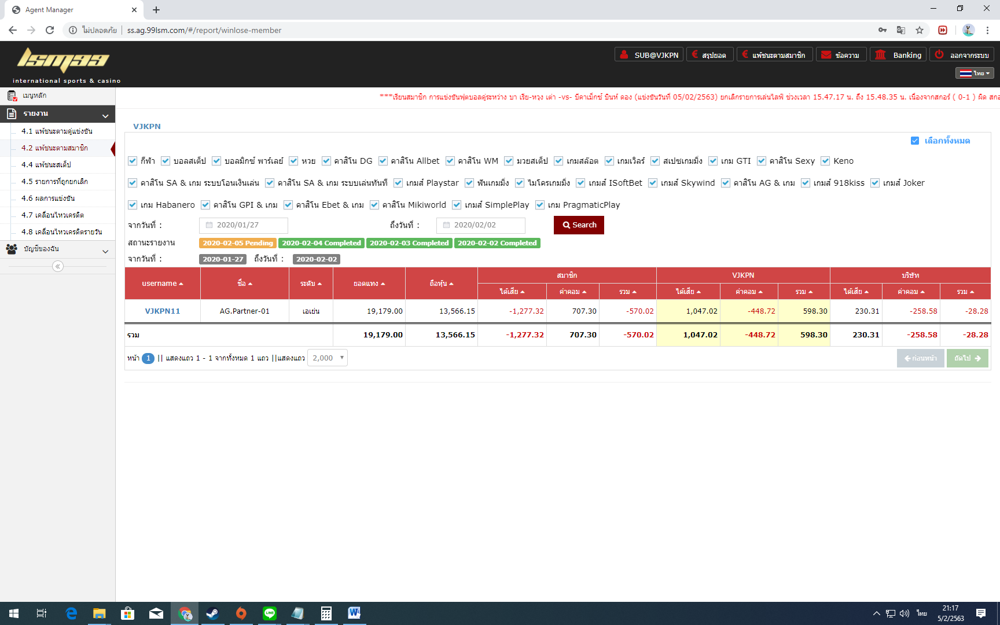 Agent Manager
ไม่ปลอดภัย ss.ag.99lsm.com/#/report/winlose-member
lsm99
international sports & casino
SUB@VJKPN สรุปยอด แพ้ชนะตามสมาชิก ข้อความ Banking ออกจากระบบ
ไทย
เมนูหลัก
***เรียนสมาชิก การแข่งขันฟุตบอลคู่ระหว่าง บา เรีย-หวุง เต่า -vs- บีคาเม็กซ์ บินห์ ดอง (แข่งขันวันที่ 05/02/2563) ยกเลิกรายการเล่นไลฟ์ ช่วงเวลา 15.47.17 น. ถึง 15.48.35 น. เนื่องจากสกอร์ ( 0-1 ) ผิด สกอ
รายงาน
4.1 แพ้ชนะตามคู่แข่งขัน
4.2 แพ้ชนะตามสมาชิก
4.4 แพ้ชนะสเต็ป
4.5 รายการที่ถูกยกเลิก
4.6 ผลการแข่งขัน
4.7 เคลื่อนไหวเครดิต
4.8 เคลื่อนไหวเครดิตรายวัน
บัญชีของฉัน
VJKPN
เลือกทั้งหมด
กีฬา บอลสเต็ป บอลมิกซ์ พาร์เลย์ หวย คาสิโน DG คาสิโน Allbet คาสิโน WM มวยสเต็ป เกมสล๊อต เกมเวิลร์ สเปซเกมมิ่ง เกม GTI คาสิโน Sexy Keno
คาสิโน SA & เกม ระบบโอนเงินเล่น คาสิโน SA & เกม ระบบเล่นทันที เกมส์ Playstar ฟันเกมมิ่ง ไมโครเกมมิ่ง เกมส์ ISoftBet เกมส์ Skywind คาสิโน AG & เกม เกมส์ 918kiss เกมส์ Joker
เกม Habanero คาสิโน GPI & เกม คาสิโน Ebet & เกม คาสิโน Mikiworld เกมส์ SimplePlay เกม PragmaticPlay
จากวันที่ : 2020/01/27 ถึงวันที่ : 2020/02/02 Search
สถานะรายงาน 2020-02-05 Pending 2020-02-04 Completed 2020-02-03 Completed 2020-02-02 Completed
จากวันที่ : 2020-01-27 ถึงวันที่ : 2020-02-02
username ชื่อ ระดับ ยอดแทง ถือหุ้น สมาชิก VJKPN บริษัท
ได้เสีย ค่าคอม รวม ได้เสีย ค่าคอม รวม ได้เสีย ค่าคอม รวม
VJKPN11 AG.Partner-01 เอเย่น 19,179.00 13,566.15 -1,277.32 707.30 -570.02 1,047.02 -448.72 598.30 230.31 -258.58 -28.28
รวม 19,179.00 13,566.15 -1,277.32 707.30 -570.02 1,047.02 -448.72 598.30 230.31 -258.58 -28.28
หน้า 1 || แสดงแถว 1 - 1 จากทั้งหมด 1 แถว ||แสดงแถว 2,000 ก่อนหน้า ถัดไป
ไทย
21:17
5/2/2563